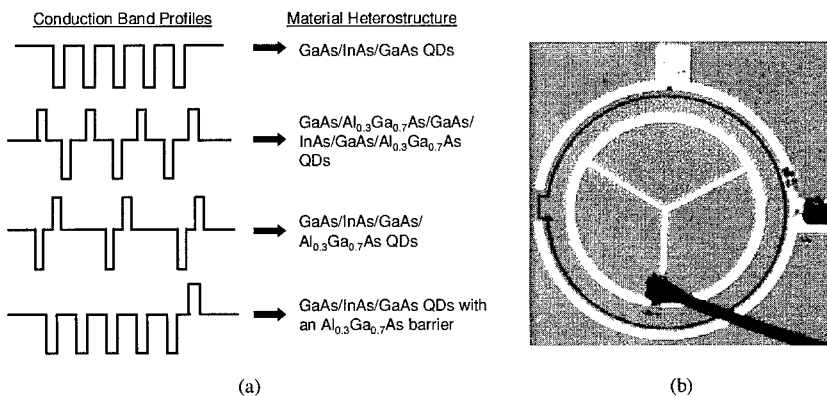 Conduction Band Profiles
Material Heterostructure
GaAs/InAs/GaAs QDs
GaAs/Al0.3Ga0.7As/GaAs/
InAs/GaAs/Al0.3Ga0.7As
QDs
GaAs/InAs/GaAs/
Al0.3Ga0.7As QDs
GaAs/InAs/GaAs QDs with
an Al0.3Ga0.7As barrier
(a)
(b)